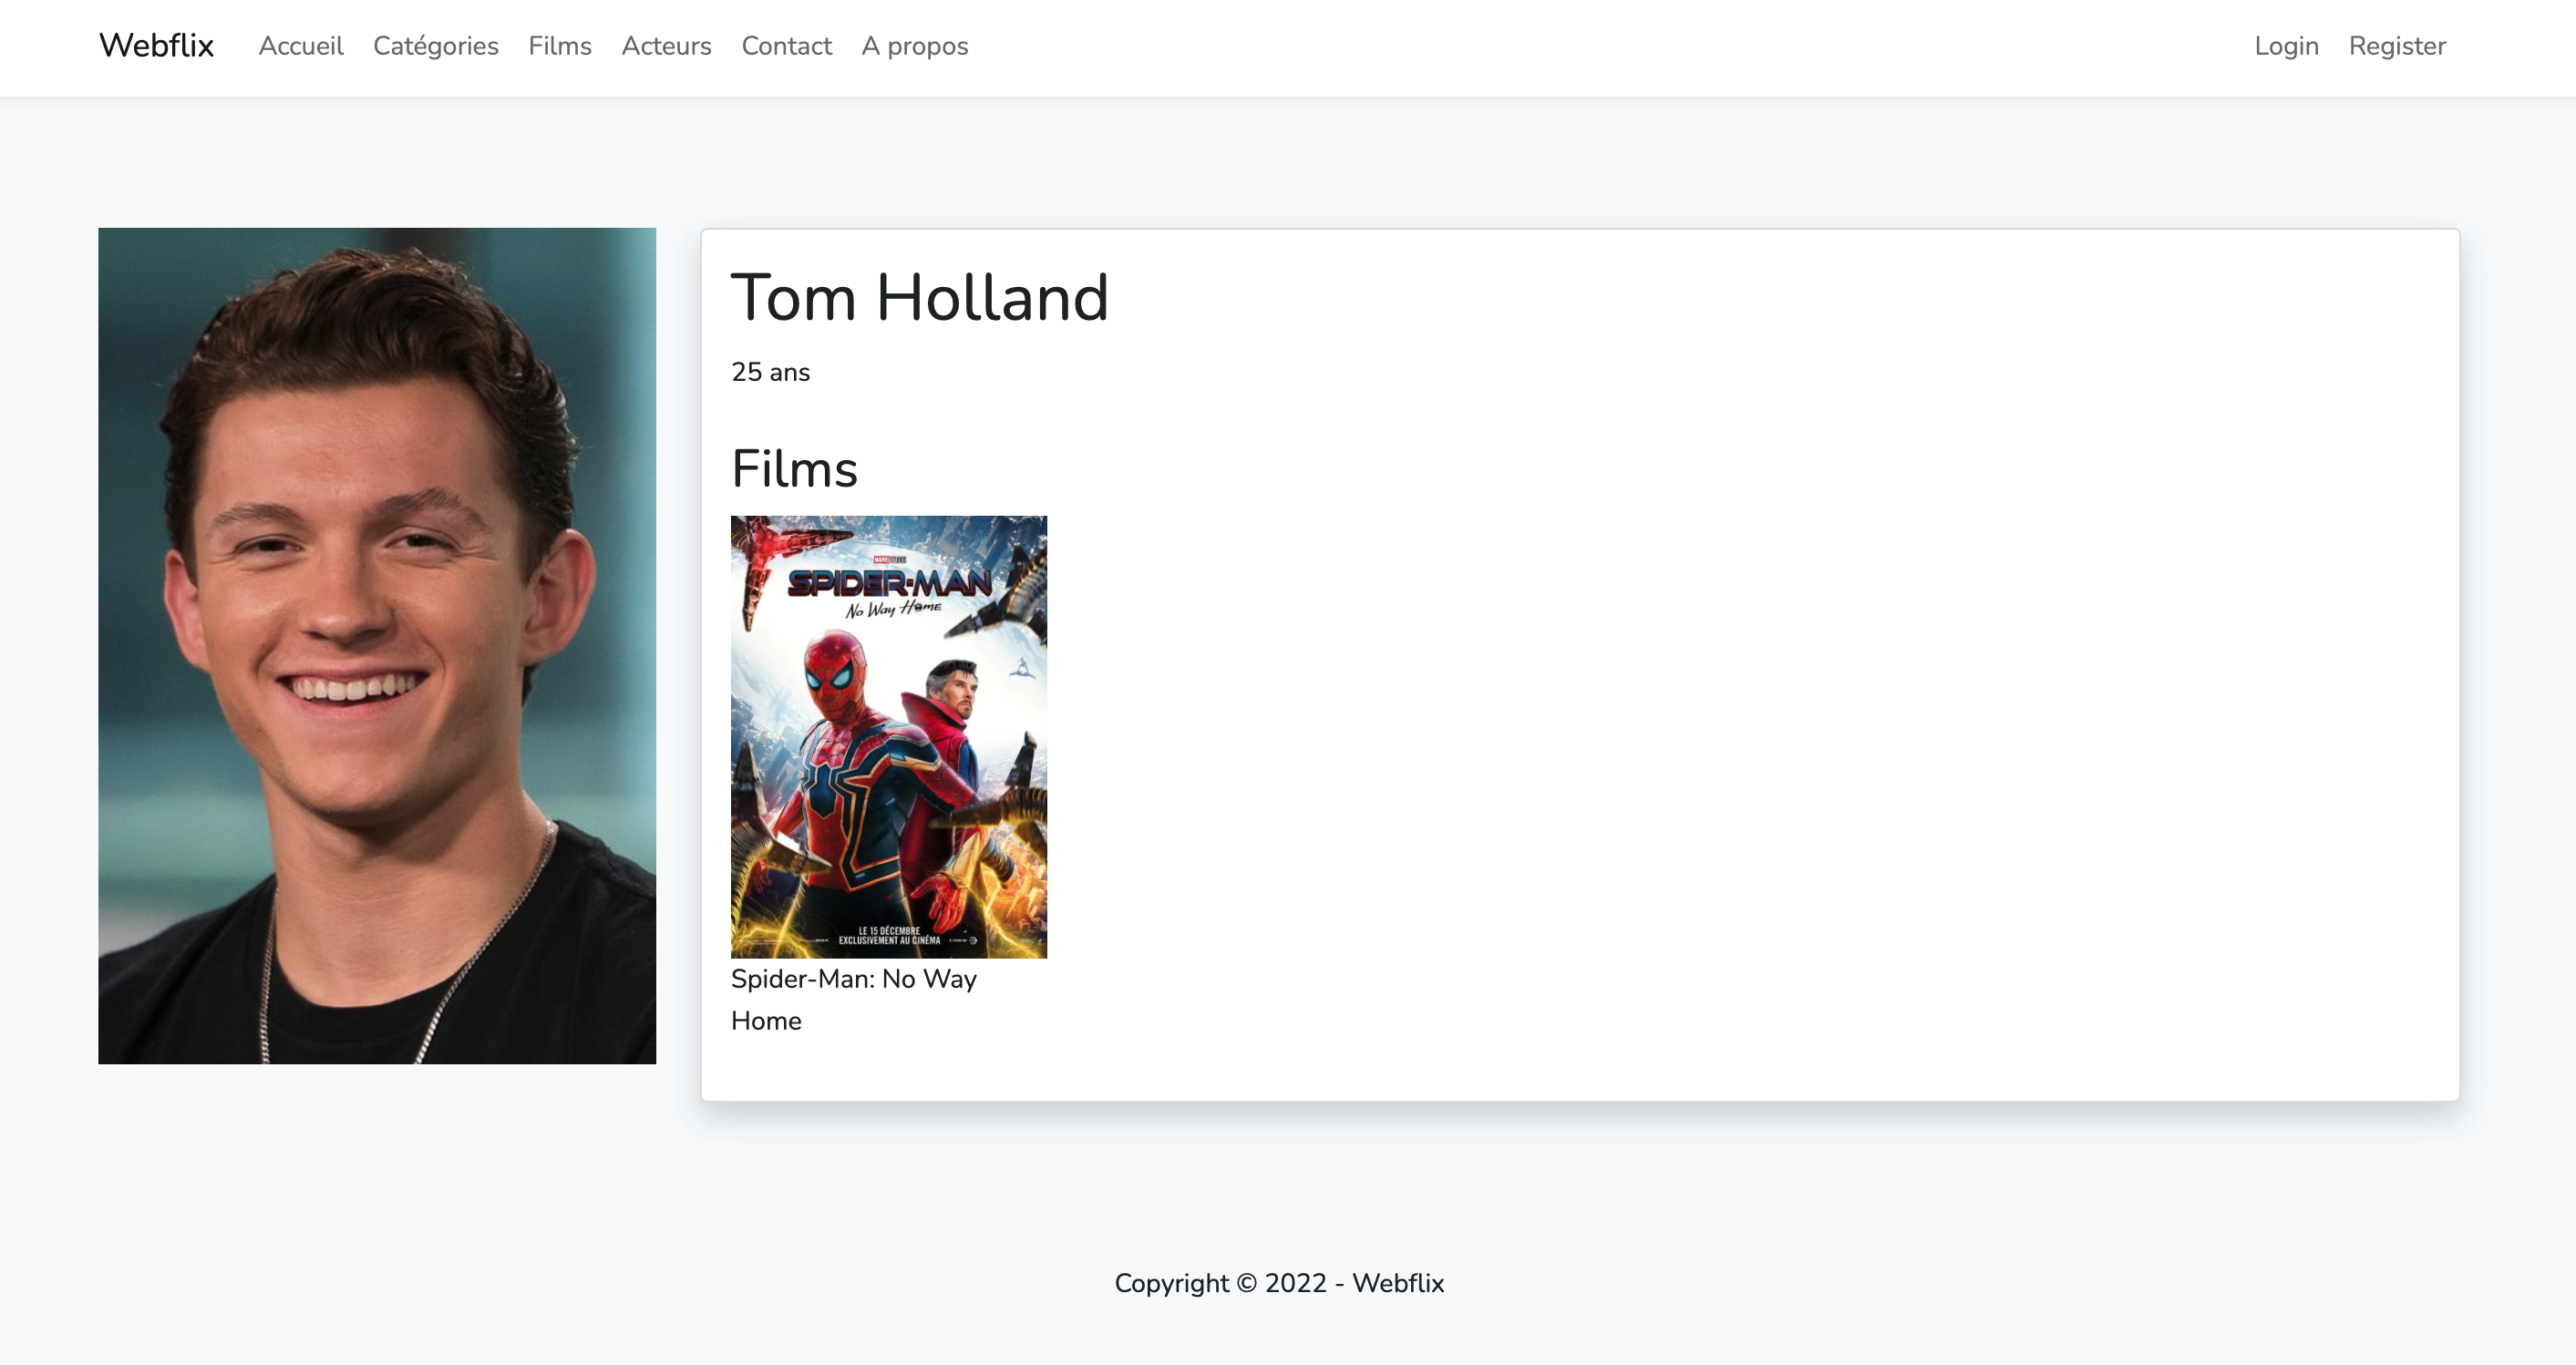 Webflix Accueil Catégories Films Acteurs Contact A propos Login Register
Tom Holland
25 ans
Films
MARVEL STUDIOS
SPIDER-MAN
No Way Home
LE 15 DÉCEMBRE
EXCLUSIVEMENT AU CINÉMA
Spider-Man: No Way
Home
Copyright © 2022 - Webflix